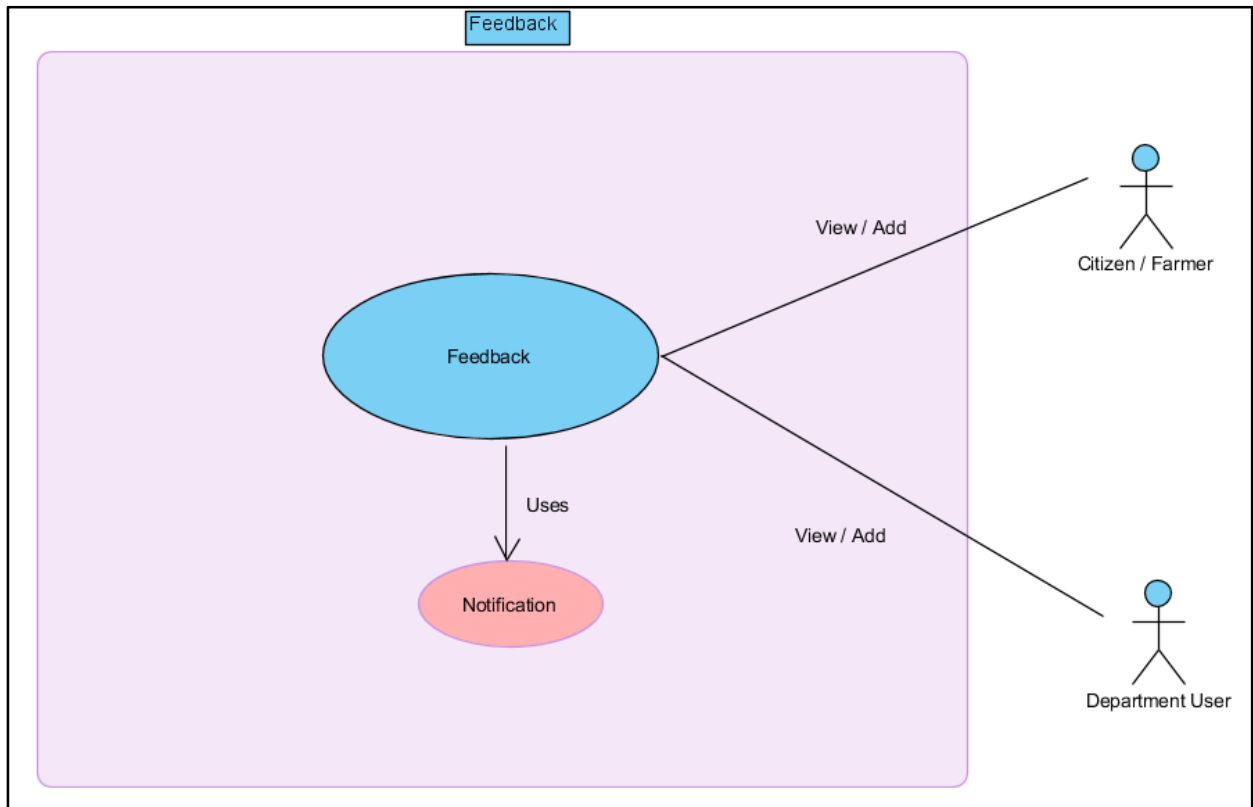 Feedback
View / Add
Citizen / Farmer
Feedback
Uses
View / Add
Notification
Department User